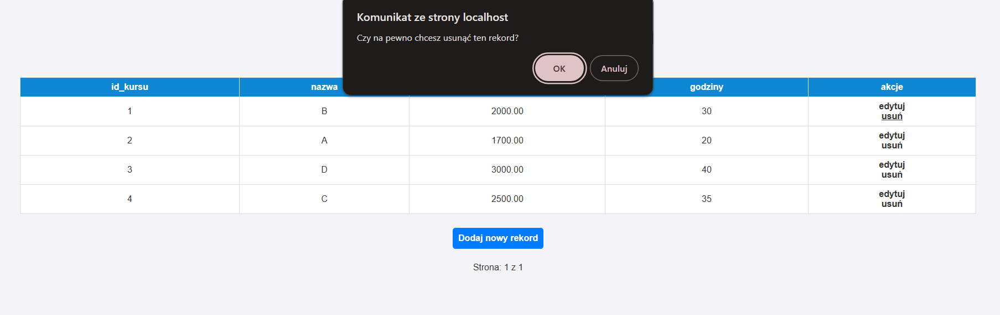 Komunikat ze strony localhost
Czy na pewno chcesz usunąć ten rekord?
OK Anuluj
id_kursu nazwa godziny akcje
1 B 2000.00 30 edytuj
usuń
2 A 1700.00 20 edytuj
usuń
3 D 3000.00 40 edytuj
usuń
4 C 2500.00 35 edytuj
usuń
Dodaj nowy rekord
Strona: 1 z 1